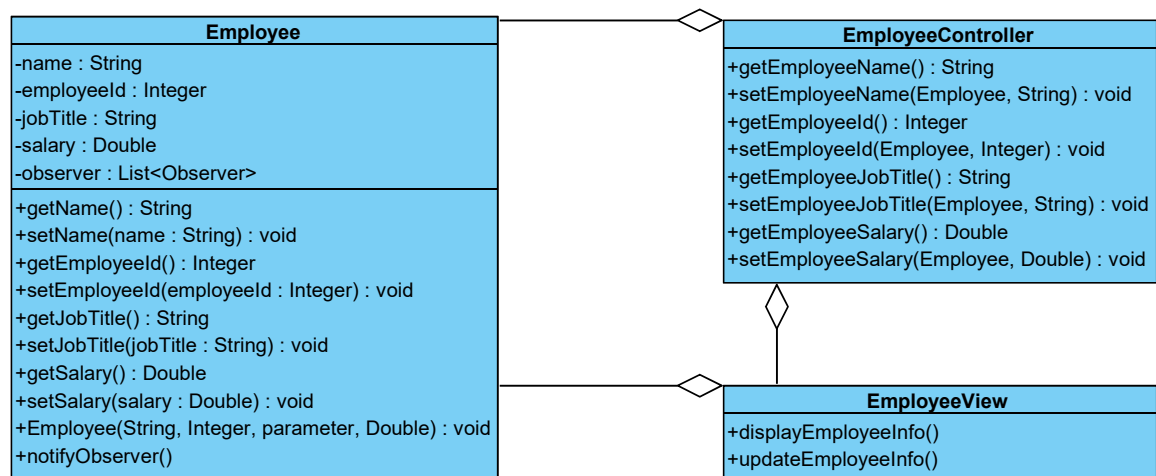 Employee
-name : String
-employeeId : Integer
-jobTitle : String
-salary : Double
-observer : List<Observer>
+getName() : String
+setName(name : String) : void
+getEmployeeId() : Integer
+setEmployeeId(employeeId : Integer) : void
+getJobTitle() : String
+setJobTitle(jobTitle : String) : void
+getSalary() : Double
+setSalary(salary : Double) : void
+Employee(String, Integer, parameter, Double) : void
+notifyObserver()
EmployeeController
+getEmployeeName() : String
+setEmployeeName(Employee, String) : void
+getEmployeeId() : Integer
+setEmployeeId(Employee, Integer) : void
+getEmployeeJobTitle() : String
+setEmployeeJobTitle(Employee, String) : void
+getEmployeeSalary() : Double
+setEmployeeSalary(Employee, Double) : void
EmployeeView
+displayEmployeeInfo()
+updateEmployeeInfo()